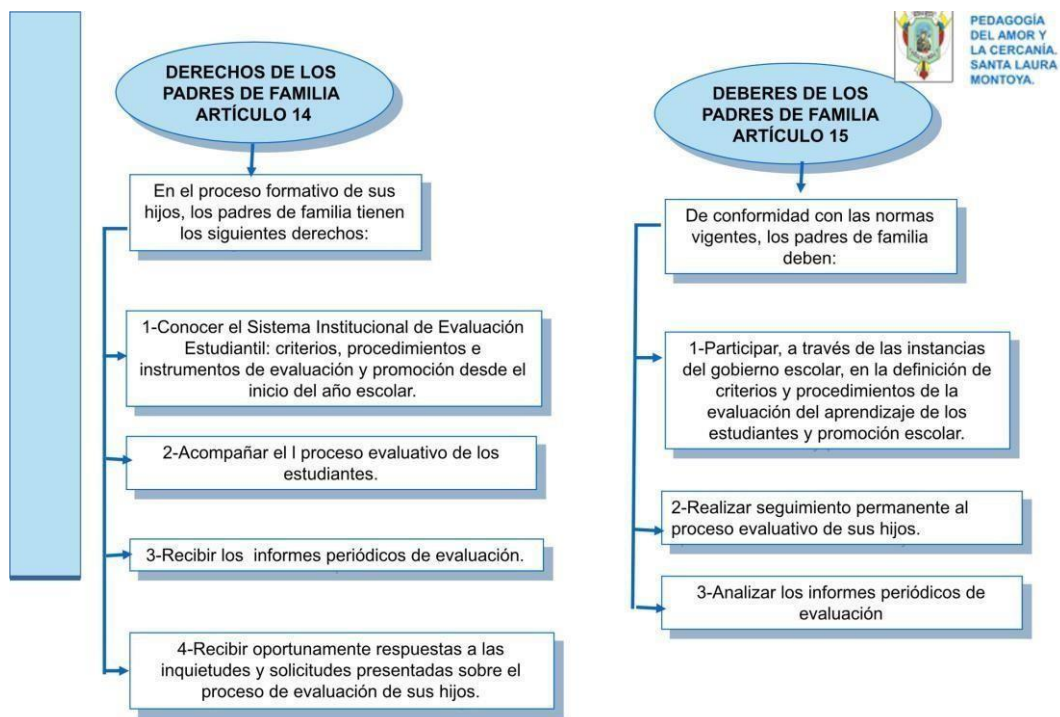 PEDAGOGÍA
DEL AMOR Y
LA CERCANÍA.
SANTA LAURA
MONTOYA.
DERECHOS DE LOS
PADRES DE FAMILIA
ARTÍCULO 14
En el proceso formativo de sus
hijos, los padres de familia tienen
los siguientes derechos:
1-Conocer el Sistema Institucional de Evaluación
Estudiantil: criterios, procedimientos e
instrumentos de evaluación y promoción desde el
inicio del año escolar.
2-Acompañar el l proceso evaluativo de los
estudiantes.
3-Recibir los informes periódicos de evaluación.
4-Recibir oportunamente respuestas a las
inquietudes y solicitudes presentadas sobre el
proceso de evaluación de sus hijos.
DEBERES DE LOS
PADRES DE FAMILIA
ARTÍCULO 15
De conformidad con las normas
vigentes, los padres de familia
deben:
1-Participar, a través de las instancias
del gobierno escolar, en la definición de
criterios y procedimientos de la
evaluación del aprendizaje de los
estudiantes y promoción escolar.
2-Realizar seguimiento permanente al
proceso evaluativo de sus hijos.
3-Analizar los informes periódicos de
evaluación